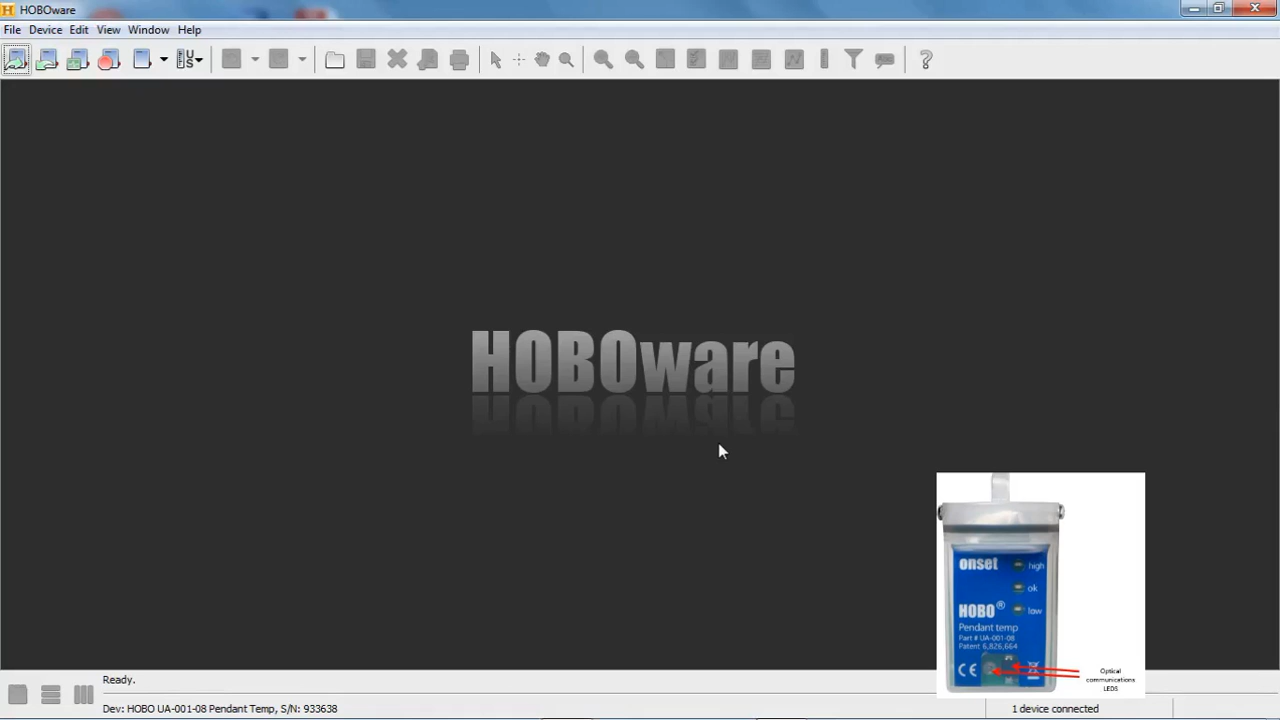 HOBOware
File Device Edit View Window Help
HOBOware
onset
high
ok
HOBO®
low
Pendant temp
Part # UA-001-08
Patent 6,826,664
CE
Optical
communications
LEDS
Ready.
Dev: HOBO UA-001-08 Pendant Temp, S/N: 933638
1 device connected